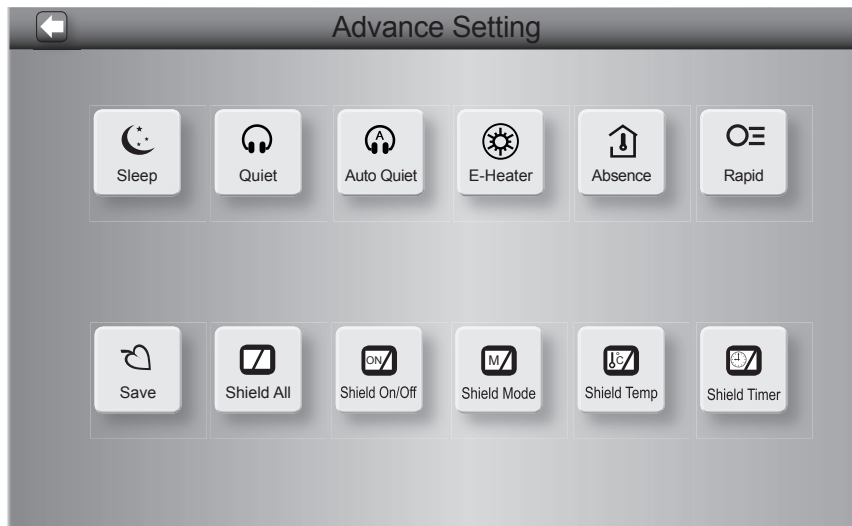 Advance Setting
Sleep
Quiet
A
Auto Quiet
E-Heater
Absence
Rapid
Save
Shield All
ON
Shield On/Off
M
Shield Mode
°C
Shield Temp
Shield Timer